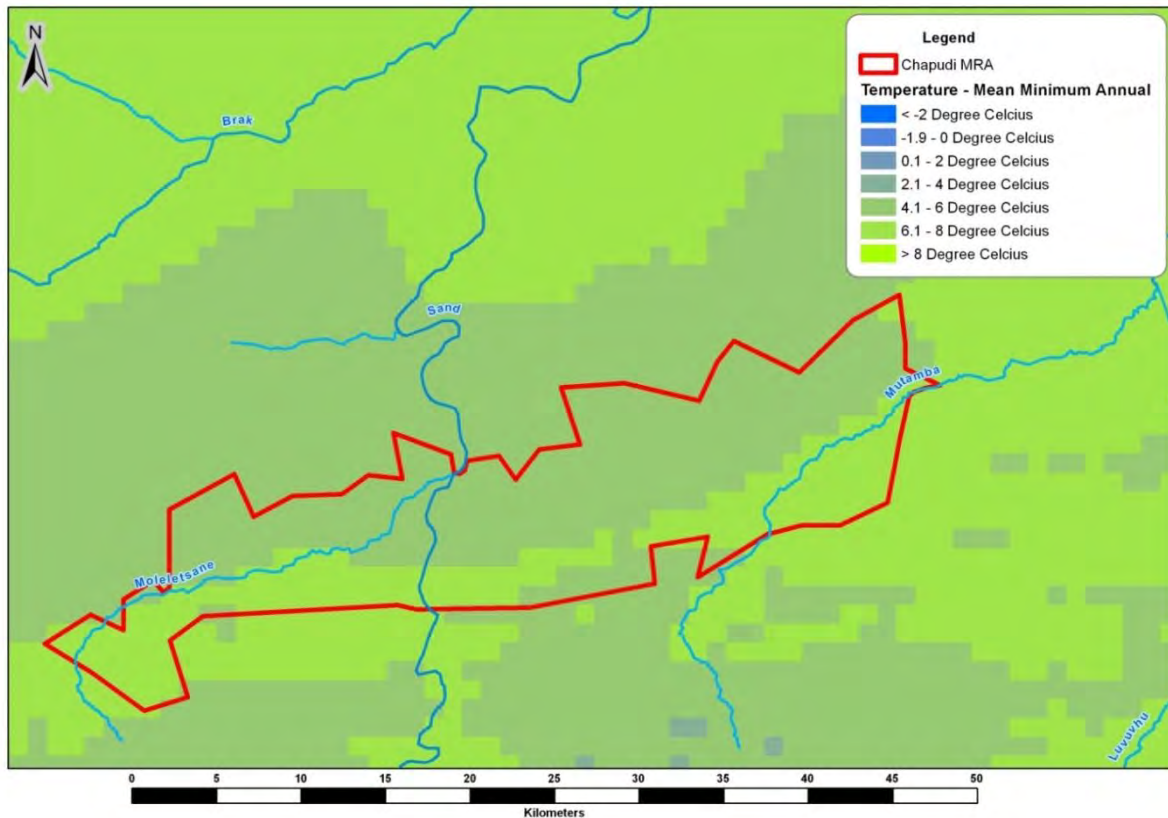 N
Legend
Chapudi MRA
Temperature - Mean Minimum Annual
< -2 Degree Celcius
-1.9 - 0 Degree Celcius
0.1 - 2 Degree Celcius
2.1 - 4 Degree Celcius
4.1 - 6 Degree Celcius
6.1 - 8 Degree Celcius
> 8 Degree Celcius
Brak
Sand
Mutamba
Moleletsane
Luvuvhu
0 5 10 15 20 25 30 35 40 45 50
Kilometers